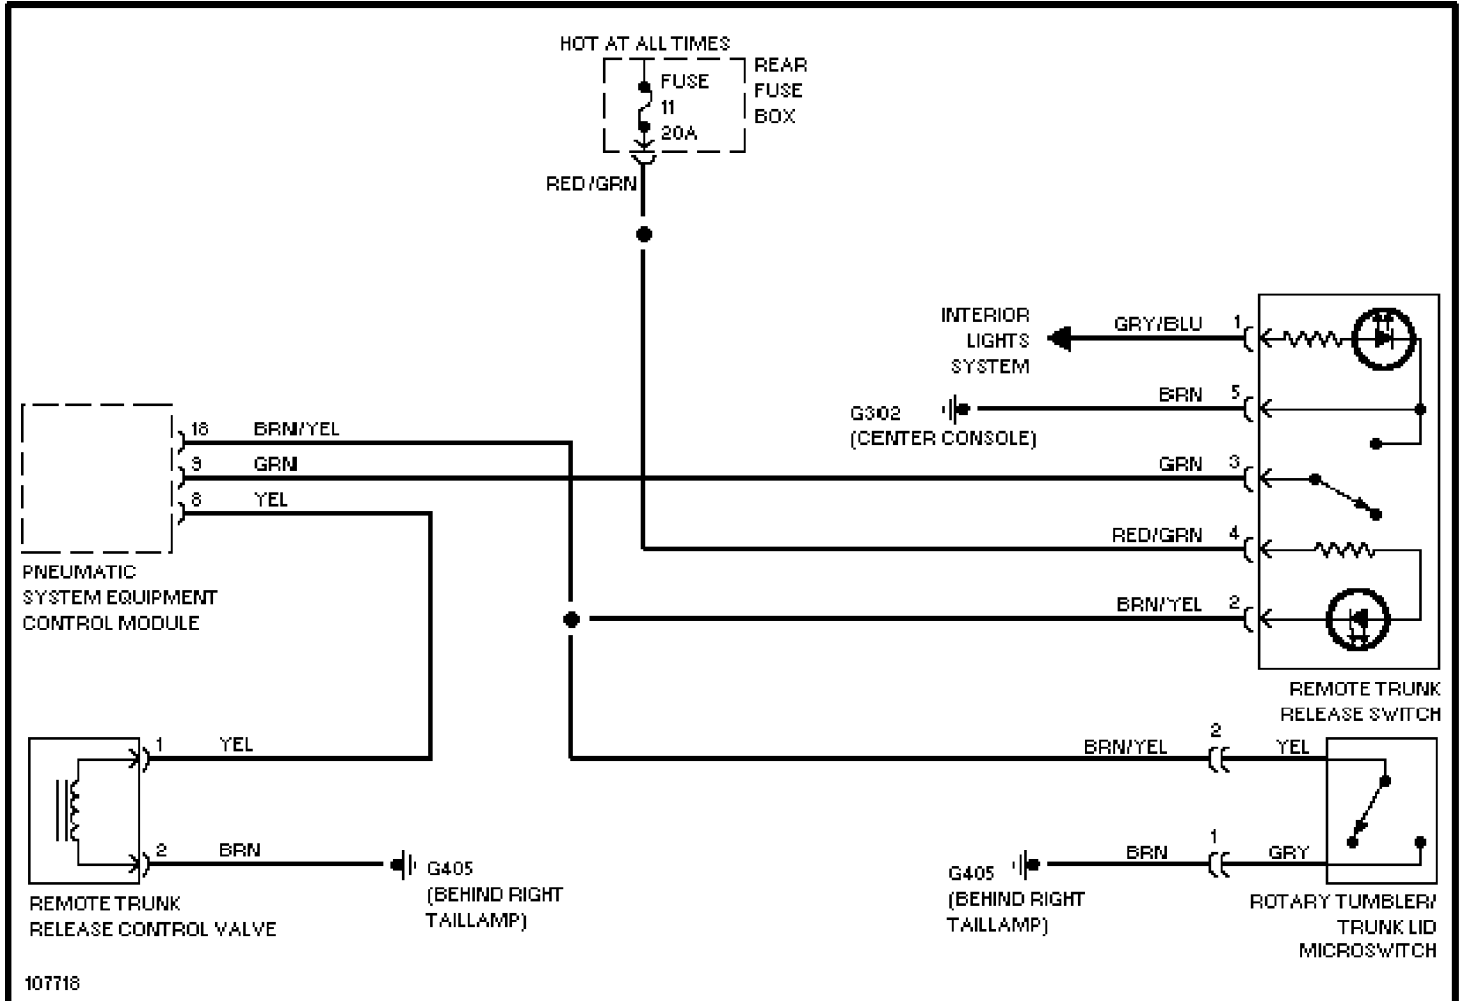 HOT AT ALL TIMES
FUSE
11
20A
REAR
FUSE
BOX
RED/GRN
INTERIOR
LIGHTS
SYSTEM
GRY/BLU 1
G302
(CENTER CONSOLE)
BRN 5
GRN 3
RED/GRN 4
BRN/YEL 2
REMOTE TRUNK
RELEASE SWITCH
18 BRN/YEL
9 GRN
8 YEL
PNEUMATIC
SYSTEM EQUIPMENT
CONTROL MODULE
1 YEL
2 BRN
G405
(BEHIND RIGHT
TAILLAMP)
REMOTE TRUNK
RELEASE CONTROL VALVE
BRN/YEL 2 YEL
BRN 1 GRY
G405
(BEHIND RIGHT
TAILLAMP)
ROTARY TUMBLER/
TRUNK LID
MICROSWITCH
107718